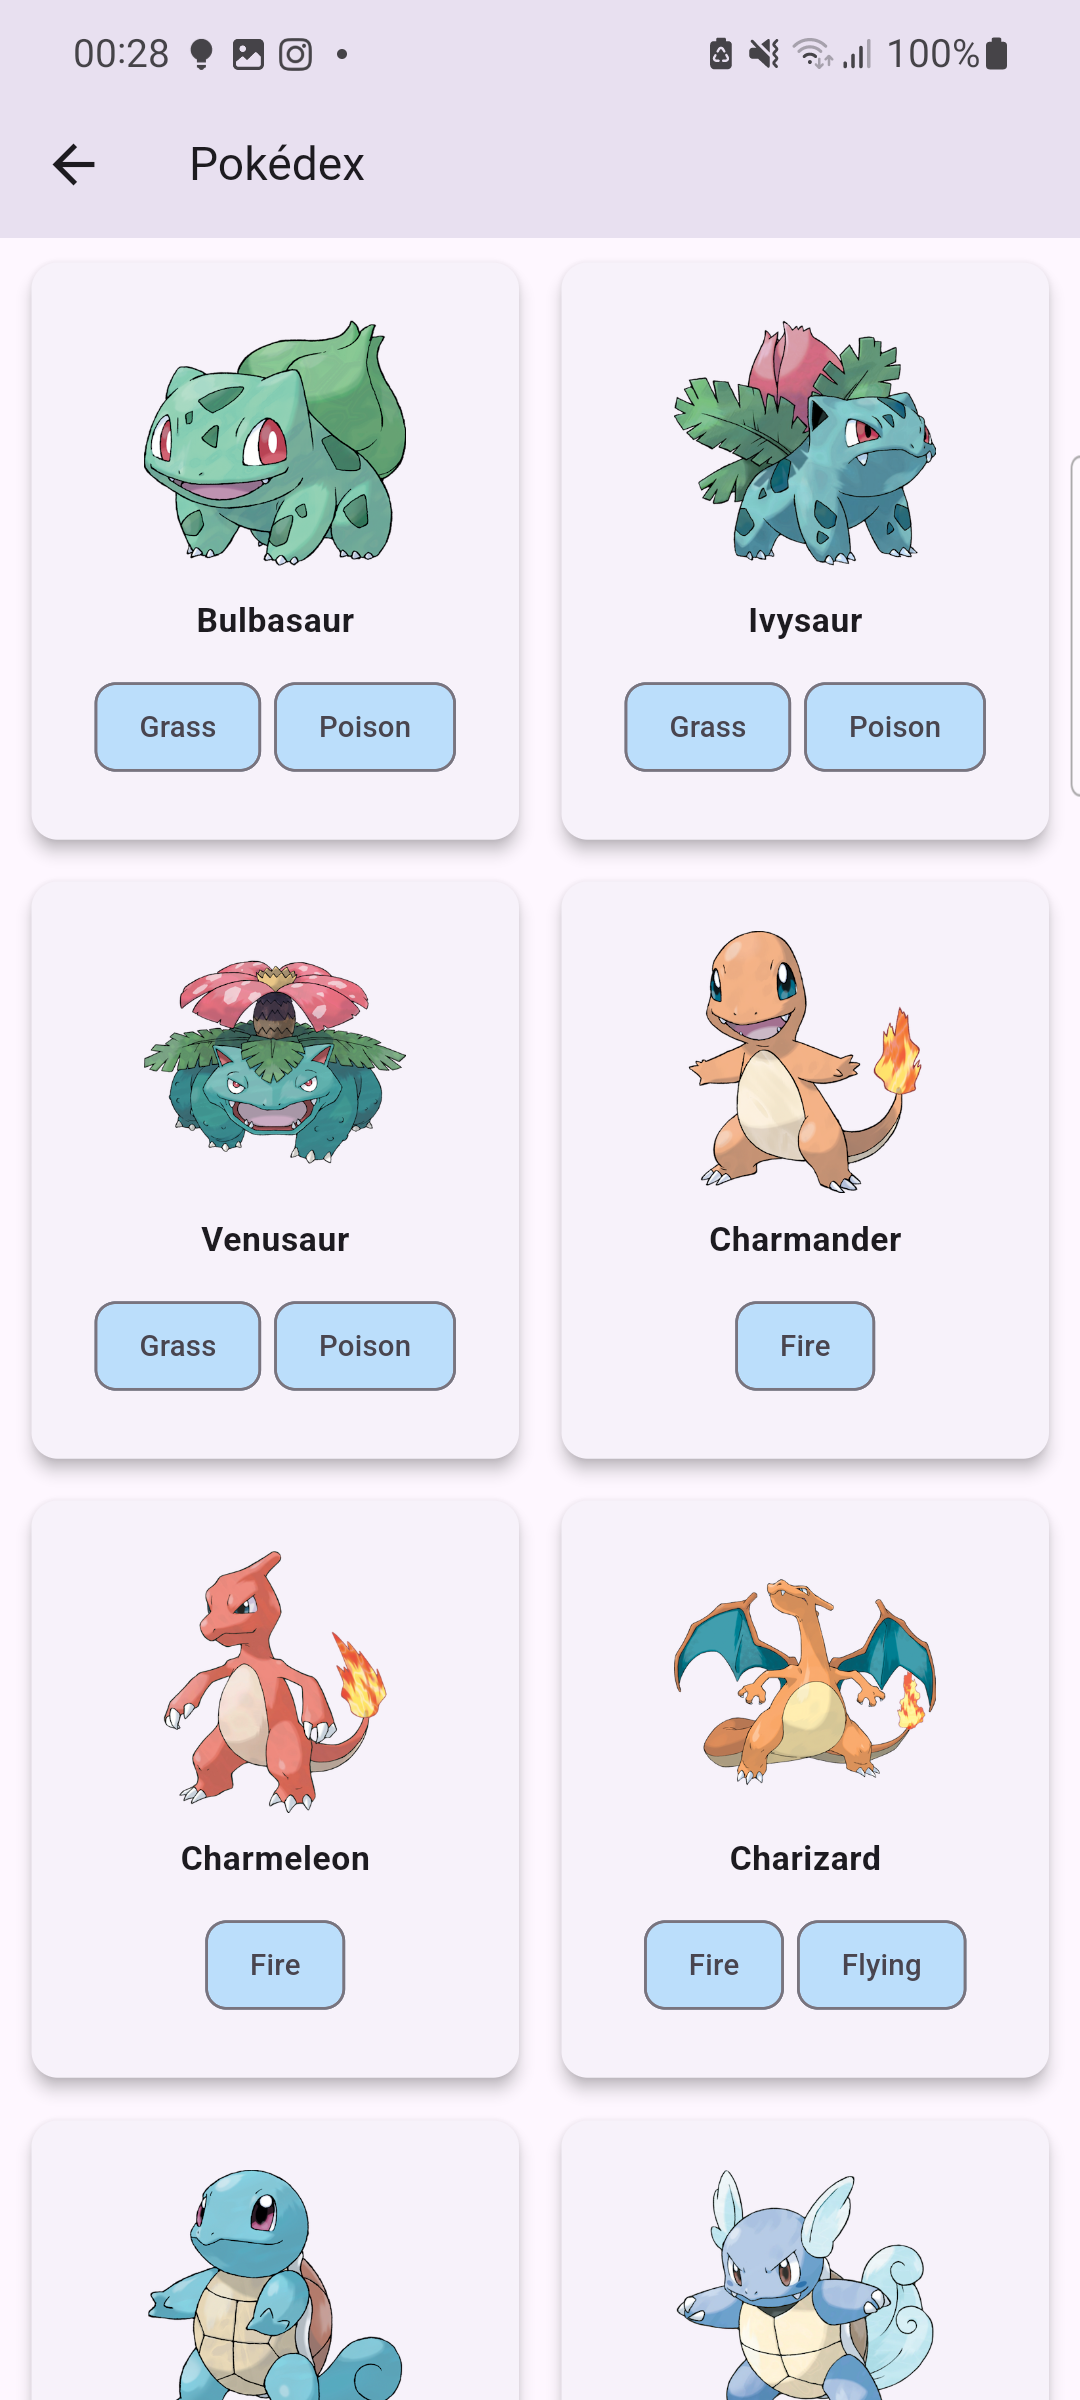 00:28 100%
Pokédex
Bulbasaur Ivysaur
Grass Poison Grass Poison
Venusaur Charmander
Grass Poison Fire
Charmeleon Charizard
Fire Fire Flying